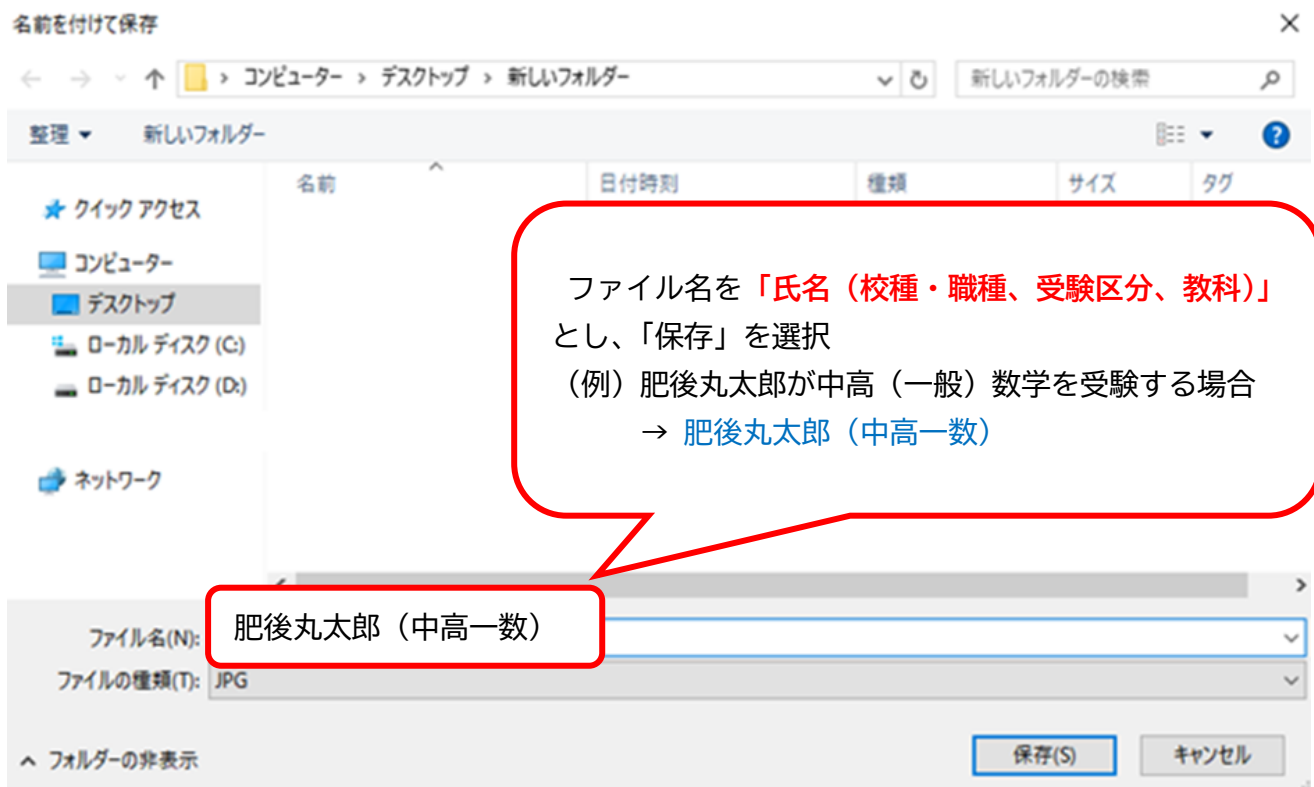 名前を付けて保存
コンピューター › デスクトップ › 新しいフォルダー
新しいフォルダーの検索
整理
新しいフォルダー
名前 日付時刻 種類 サイズ タグ
クイック アクセス
コンピューター
デスクトップ
ローカル ディスク (C:)
ローカル ディスク (D:)
ネットワーク
ファイル名を「氏名（校種・職種、受験区分、教科）」
とし、「保存」を選択
（例）肥後丸太郎が中高（一般）数学を受験する場合
→ 肥後丸太郎（中高一数）
ファイル名(N): 肥後丸太郎（中高一数）
ファイルの種類(T): JPG
フォルダーの非表示
保存(S) キャンセル